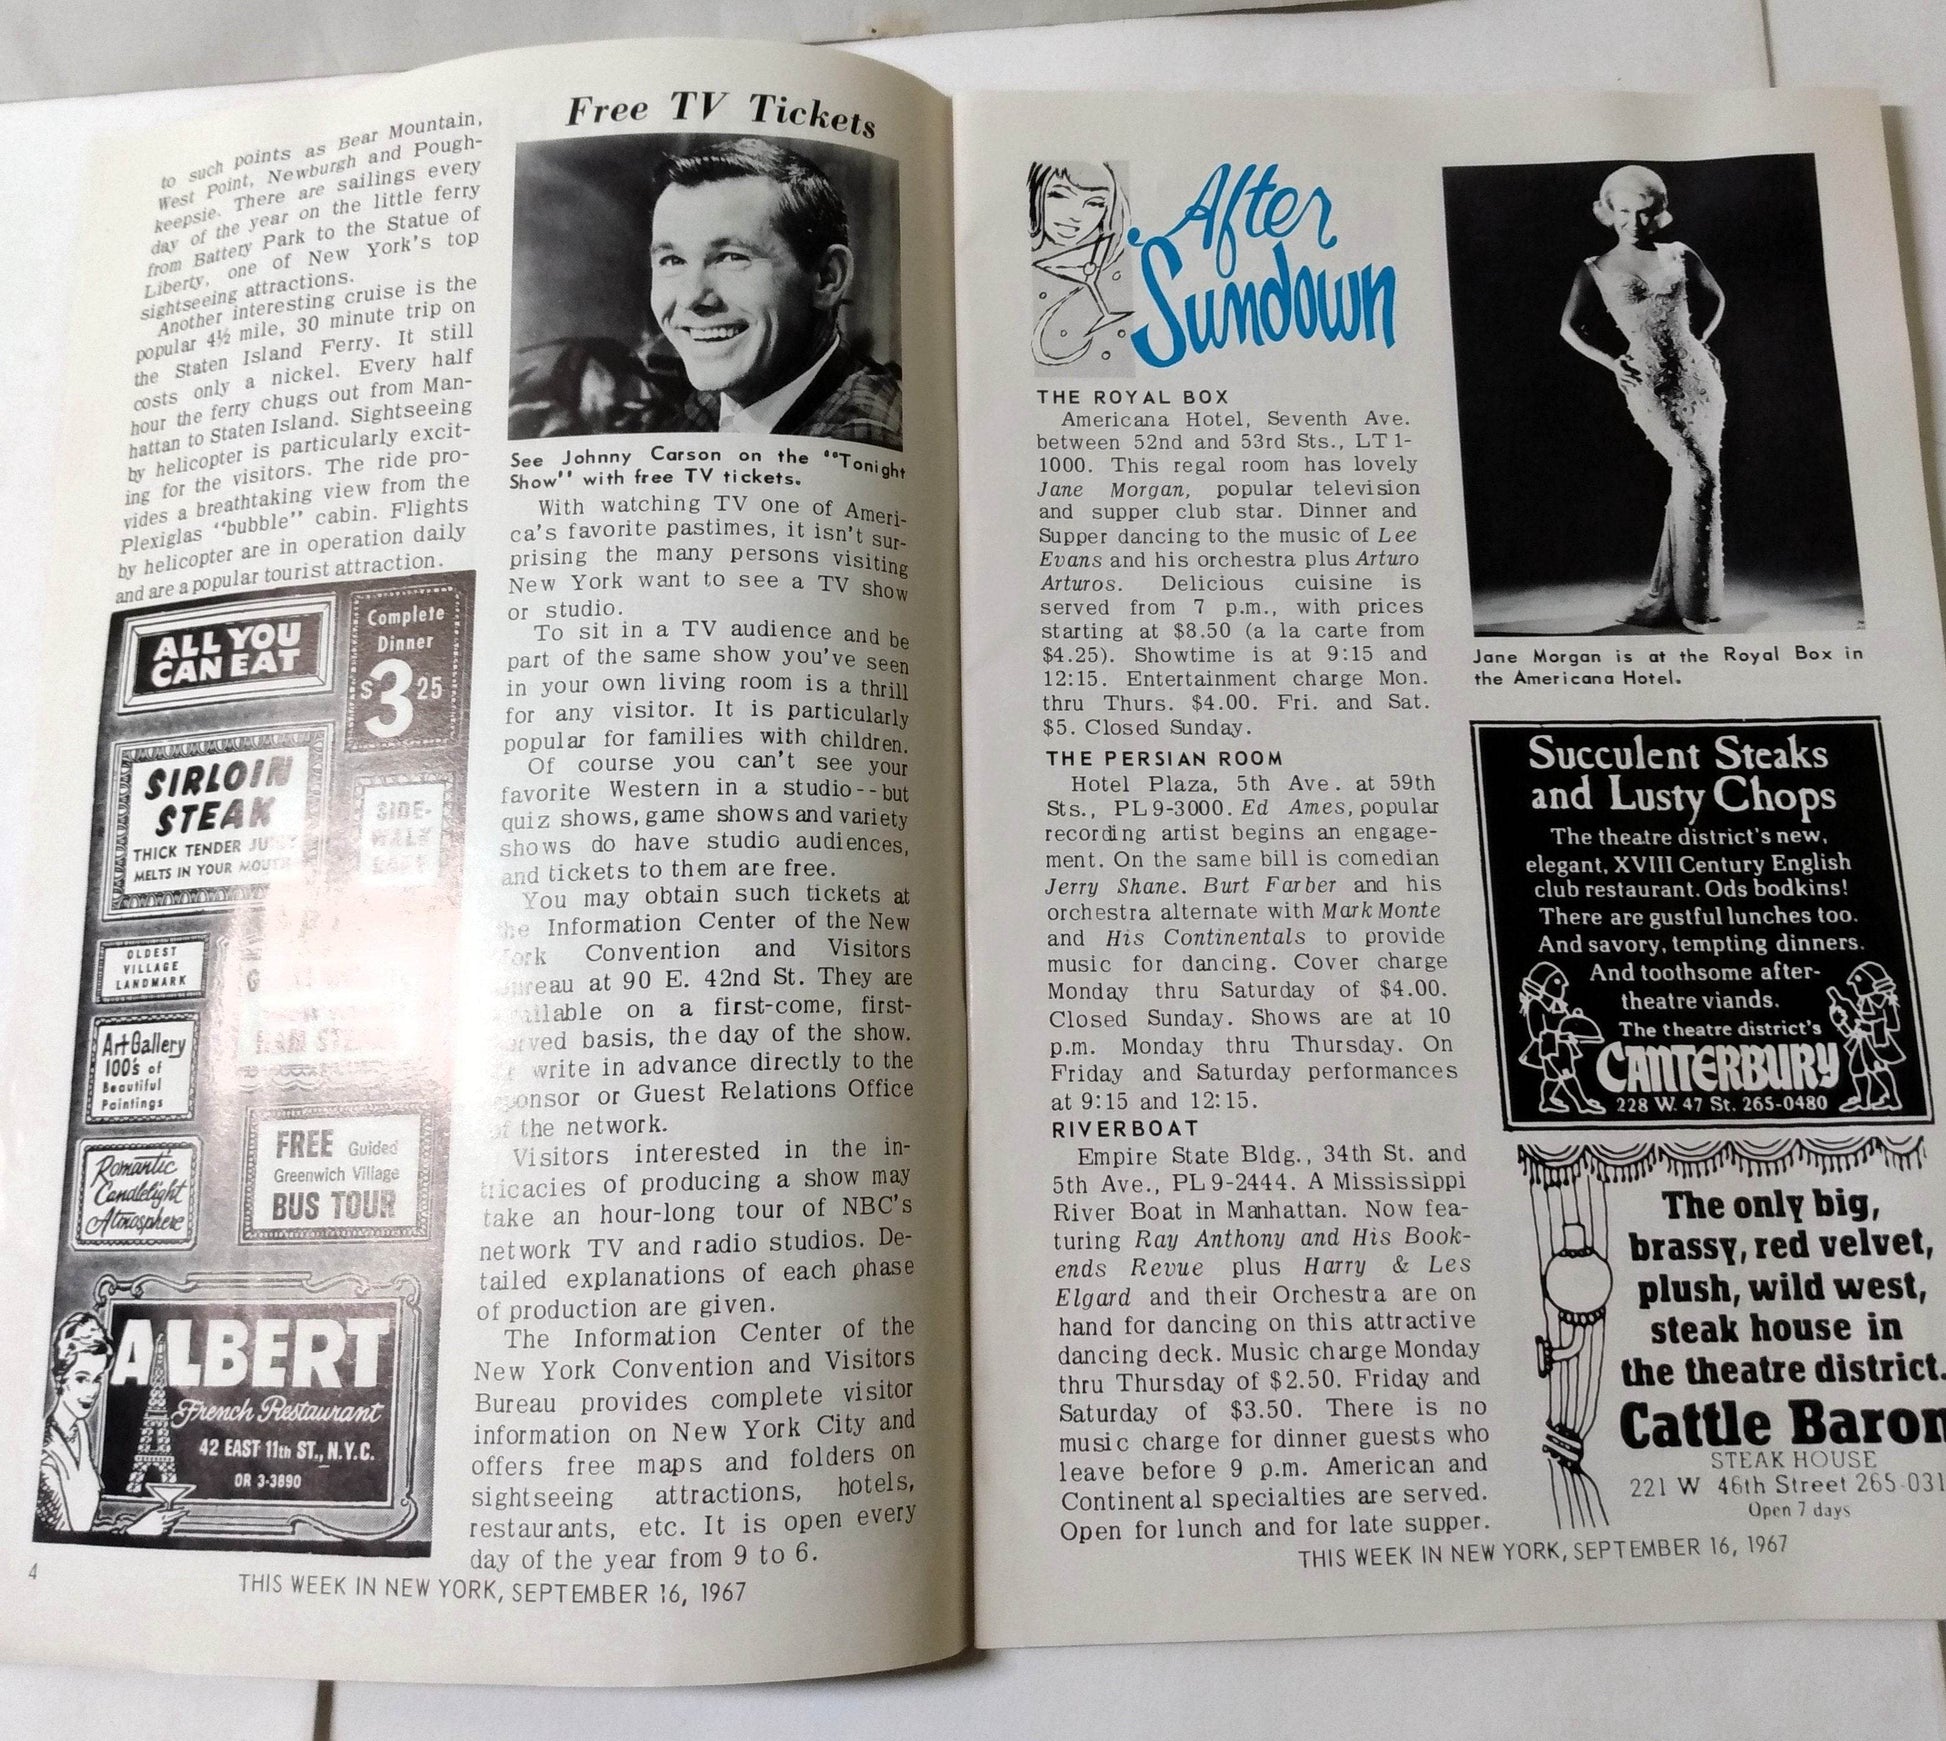 to such points as Bear Mountain,
West Point, Newburgh and Pough-
keepsie. There are sailings every
day of the year on the little ferry
from Battery Park to the Statue of
Liberty, one of New York's top
sightseeing attractions.
Another interesting cruise is the
popular 4½ mile, 30 minute trip on
the Staten Island Ferry. It still
costs only a nickel. Every half
hour the ferry chugs out from Man-
hattan to Staten Island. Sightseeing
by helicopter is particularly excit-
ing for the visitors. The ride pro-
vides a breathtaking view from the
Plexiglas "bubble" cabin. Flights
by helicopter are in operation daily
and are a popular tourist attraction.
ALL YOU
CAN EAT
Complete
Dinner
$3.25
SIRLOIN
STEAK
THICK TENDER
MELTS IN YOUR MOUTH
SIDE-
WALK
OLDEST
VILLAGE
LANDMARK
Art Gallery
100's of
Beautiful
Paintings
Romantic
Candlelight
Atmosphere
FREE Guided
Greenwich Village
BUS TOUR
ALBERT
French Restaurant
42 EAST 11th ST., N.Y.C.
OR 3-3890
4
Free TV Tickets
See Johnny Carson on the "Tonight
Show" with free TV tickets.
With watching TV one of Ameri-
ca's favorite pastimes, it isn't sur-
prising the many persons visiting
New York want to see a TV show
or studio.
To sit in a TV audience and be
part of the same show you've seen
in your own living room is a thrill
for any visitor. It is particularly
popular for families with children.
Of course you can't see your
favorite Western in a studio--but
quiz shows, game shows and variety
shows do have studio audiences,
and tickets to them are free.
You may obtain such tickets at
the Information Center of the New
York Convention and Visitors
Bureau at 90 E. 42nd St. They are
available on a first-come, first-
served basis, the day of the show.
write in advance directly to the
sponsor or Guest Relations Office
of the network.
Visitors interested in the in-
tricacies of producing a show may
take an hour-long tour of NBC's
network TV and radio studios. De-
tailed explanations of each phase
of production are given.
The Information Center of the
New York Convention and Visitors
Bureau provides complete visitor
information on New York City and
offers free maps and folders on
sightseeing attractions, hotels,
restaurants, etc. It is open every
day of the year from 9 to 6.
THIS WEEK IN NEW YORK, SEPTEMBER 16, 1967
After
Sundown
THE ROYAL BOX
Americana Hotel, Seventh Ave.
between 52nd and 53rd Sts., LT 1-
1000. This regal room has lovely
Jane Morgan, popular television
and supper club star. Dinner and
Supper dancing to the music of Lee
Evans and his orchestra plus Arturo
Arturos. Delicious cuisine is
served from 7 p.m., with prices
starting at $8.50 (a la carte from
$4.25). Showtime is at 9:15 and
12:15. Entertainment charge Mon.
thru Thurs. $4.00. Fri. and Sat.
$5. Closed Sunday.
THE PERSIAN ROOM
Hotel Plaza, 5th Ave. at 59th
Sts., PL 9-3000. Ed Ames, popular
recording artist begins an engage-
ment. On the same bill is comedian
Jerry Shane. Burt Farber and his
orchestra alternate with Mark Monte
and His Continentals to provide
music for dancing. Cover charge
Monday thru Saturday of $4.00.
Closed Sunday. Shows are at 10
p.m. Monday thru Thursday. On
Friday and Saturday performances
at 9:15 and 12:15.
RIVERBOAT
Empire State Bldg., 34th St. and
5th Ave., PL 9-2444. A Mississippi
River Boat in Manhattan. Now fea-
turing Ray Anthony and His Book-
ends Revue plus Harry & Les
Elgard and their Orchestra are on
hand for dancing on this attractive
dancing deck. Music charge Monday
thru Thursday of $2.50. Friday and
Saturday of $3.50. There is no
music charge for dinner guests who
leave before 9 p.m. American and
Continental specialties are served.
Open for lunch and for late supper.
Jane Morgan is at the Royal Box in
the Americana Hotel.
Succulent Steaks
and Lusty Chops
The theatre district's new,
elegant, XVIII Century English
club restaurant. Ods bodkins!
There are gustful lunches too.
And savory, tempting dinners.
And toothsome after-
theatre viands.
The theatre district's
CANTERBURY
228 W. 47 St. 265-0480
The only big,
brassy, red velvet,
plush, wild west,
steak house in
the theatre district.
Cattle Baron
STEAK HOUSE
221 W 46th Street 265-031
Open 7 days
THIS WEEK IN NEW YORK, SEPTEMBER 16, 1967